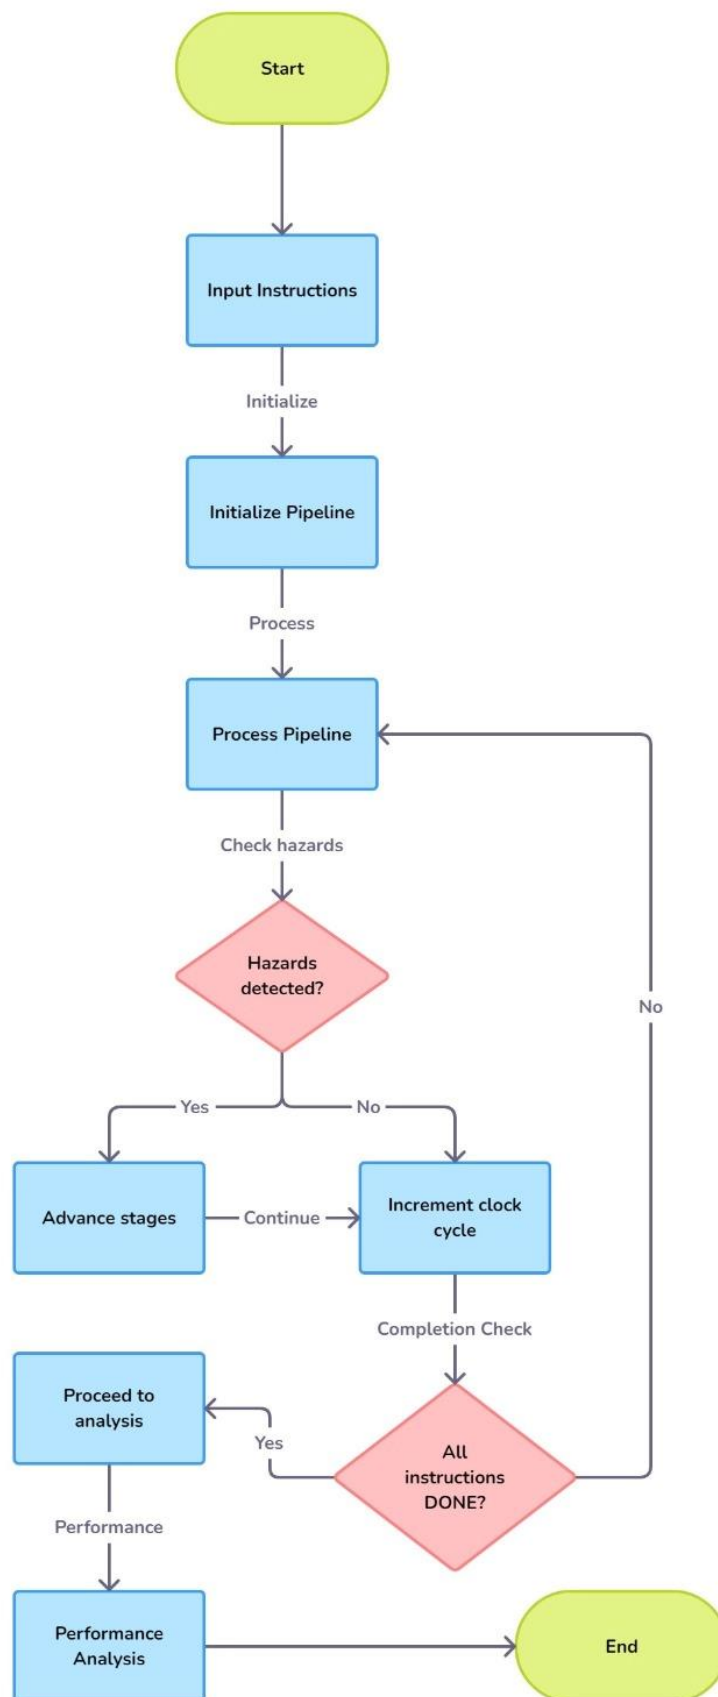 Start
Input Instructions
Initialize
Initialize Pipeline
Process
Process Pipeline
Check hazards
Hazards
detected?
No
Yes
No
Advance stages
Continue
Increment clock
cycle
Completion Check
Proceed to
analysis
Yes
All
instructions
DONE?
Performance
Performance
Analysis
End